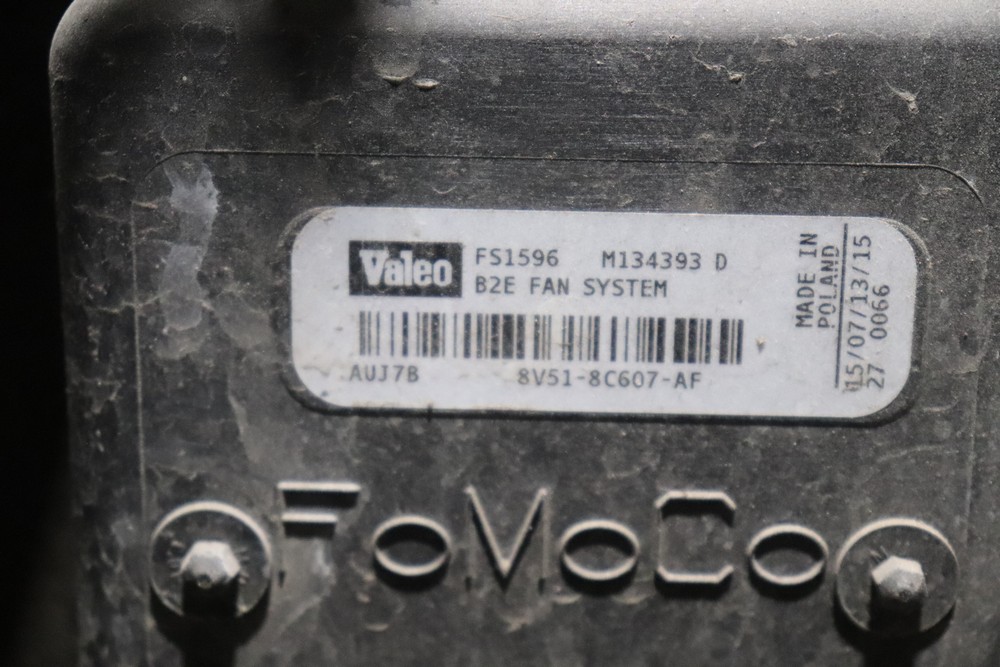 Valeo FS1596 M134393 D
B2E FAN SYSTEM
AUJ7B 8V51-8C607-AF
MADE IN
POLAND
15/07/13/15
27 0066
FoMoCo